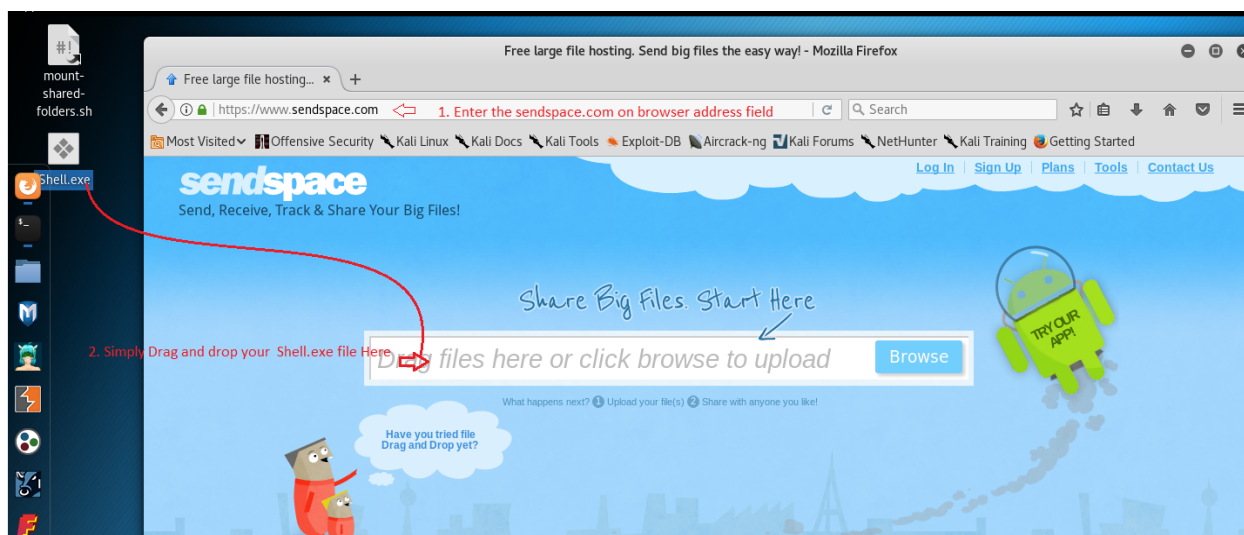 #!
mount-
shared-
folders.sh
Shell.exe
Free large file hosting. Send big files the easy way! - Mozilla Firefox
Free large file hosting...
https://www.sendspace.com
1. Enter the sendspace.com on browser address field
Search
Most Visited Offensive Security Kali Linux Kali Docs Kali Tools Exploit-DB Aircrack-ng Kali Forums NetHunter Kali Training Getting Started
Log In | Sign Up | Plans | Tools | Contact Us
sendspace
Send, Receive, Track & Share Your Big Files!
Share Big Files. Start Here
TRY OUR
APP!
2. Simply Drag and drop your Shell.exe file Here
Drag files here or click browse to upload
Browse
What happens next? 1 Upload your file(s) 2 Share with anyone you like!
Have you tried file
Drag and Drop yet?